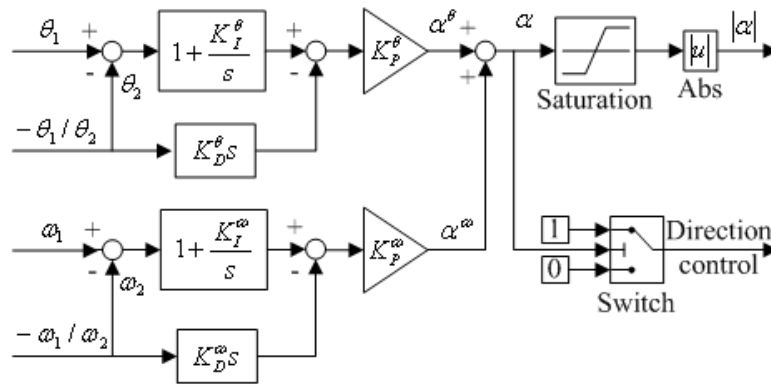 θ₁ + - θ₂
1 + K_I^θ / s
+ -
K_P^θ
α^θ + +
α
Saturation
|u|
Abs
|α|
- θ₁ / θ₂
K_D^θ s
ω₁ + - ω₂
1 + K_I^ω / s
+ -
K_P^ω
α^ω
- ω₁ / ω₂
K_D^ω s
1
0
Switch
Direction
control